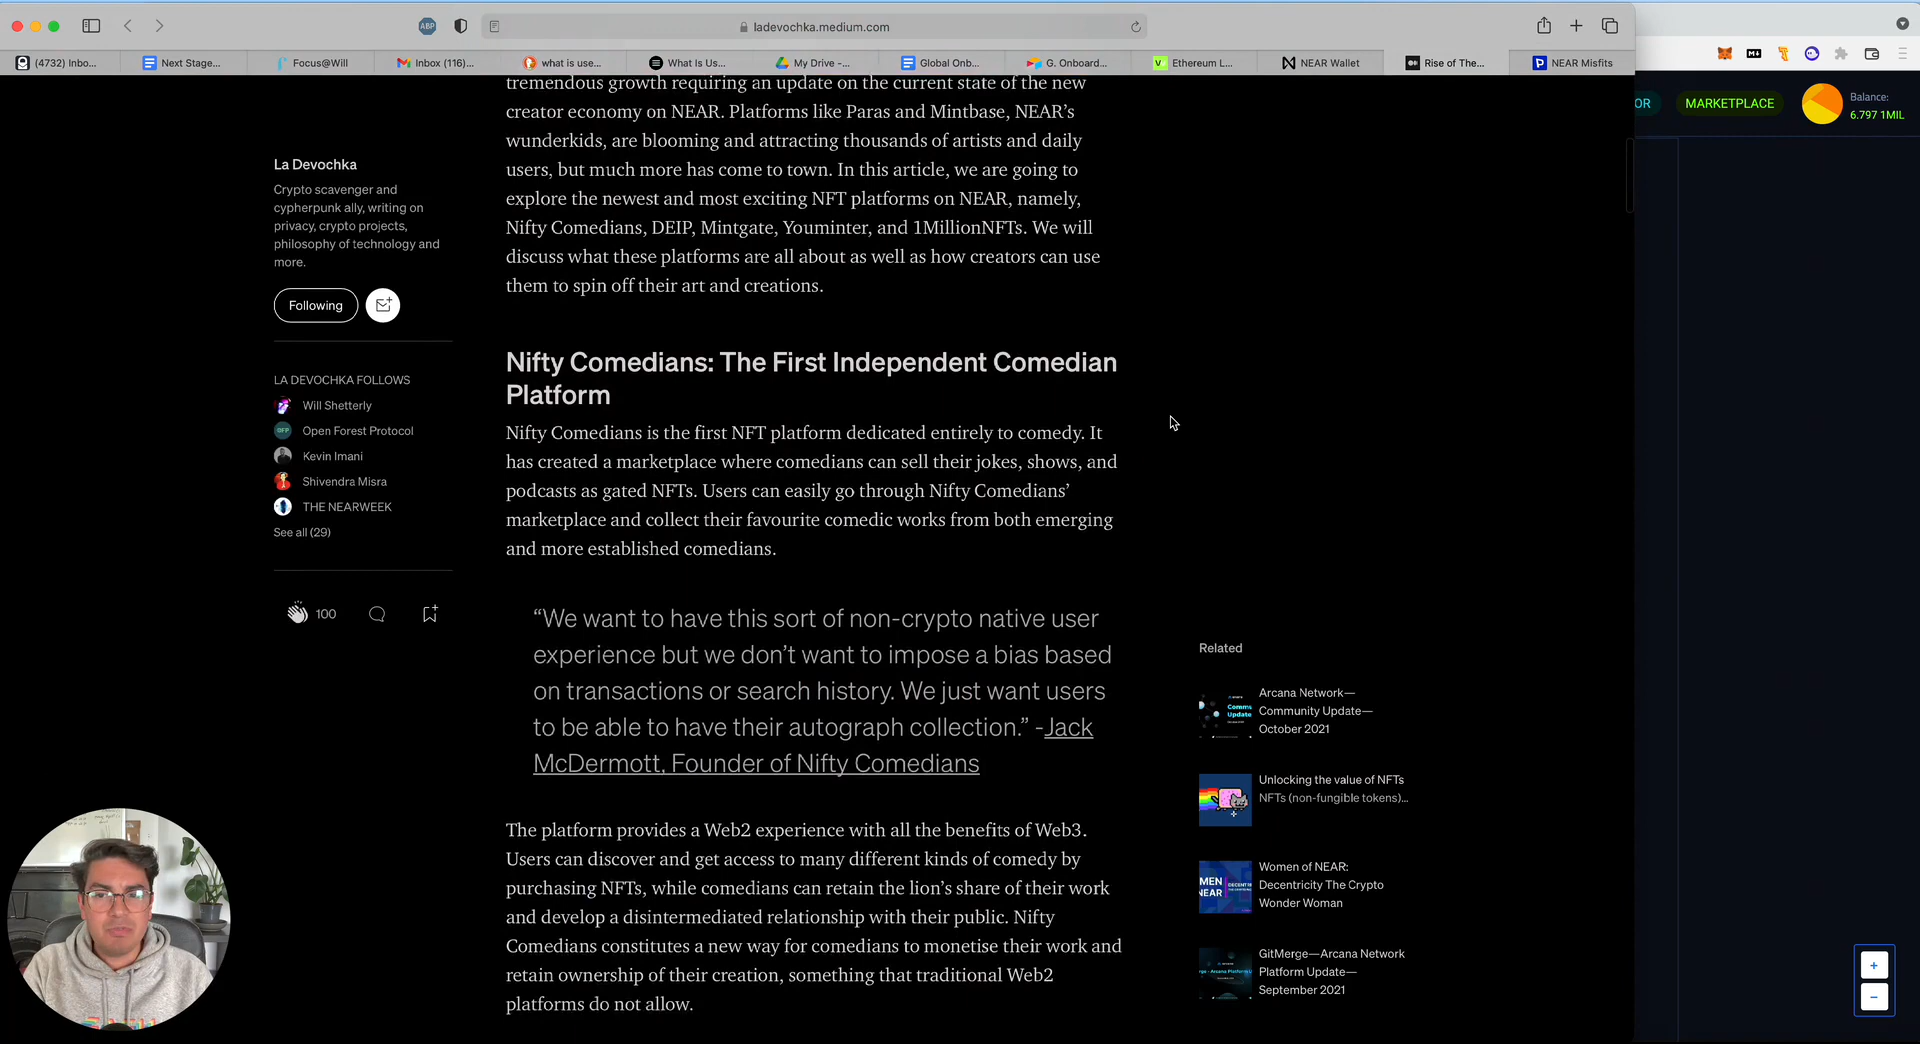 ABP
ladevochka.medium.com
(4732) Inbo...
Next Stage...
Focus@Will
Inbox (116)...
what is use...
What Is Us...
My Drive -...
Global Onb...
G. Onboard...
Ethereum L...
NEAR Wallet
Rise of The...
NEAR Misfits
OR
MARKETPLACE
Balance:
6.797 1MIL
tremendous growth requiring an update on the current state of the new
creator economy on NEAR. Platforms like Paras and Mintbase, NEAR’s
wunderkids, are blooming and attracting thousands of artists and daily
users, but much more has come to town. In this article, we are going to
explore the newest and most exciting NFT platforms on NEAR, namely,
Nifty Comedians, DEIP, Mintgate, Youminter, and 1MillionNFTs. We will
discuss what these platforms are all about as well as how creators can use
them to spin off their art and creations.
La Devochka
Crypto scavenger and
cypherpunk ally, writing on
privacy, crypto projects,
philosophy of technology and
more.
Following
LA DEVOCHKA FOLLOWS
Will Shetterly
OFP
Open Forest Protocol
Kevin Imani
Shivendra Misra
THE NEARWEEK
See all (29)
100
Nifty Comedians: The First Independent Comedian
Platform
Nifty Comedians is the first NFT platform dedicated entirely to comedy. It
has created a marketplace where comedians can sell their jokes, shows, and
podcasts as gated NFTs. Users can easily go through Nifty Comedians’
marketplace and collect their favourite comedic works from both emerging
and more established comedians.
“We want to have this sort of non-crypto native user
experience but we don’t want to impose a bias based
on transactions or search history. We just want users
to be able to have their autograph collection.” -Jack
McDermott, Founder of Nifty Comedians
The platform provides a Web2 experience with all the benefits of Web3.
Users can discover and get access to many different kinds of comedy by
purchasing NFTs, while comedians can retain the lion’s share of their work
and develop a disintermediated relationship with their public. Nifty
Comedians constitutes a new way for comedians to monetise their work and
retain ownership of their creation, something that traditional Web2
platforms do not allow.
Related
Commu
Update
Arcana Network—
Community Update—
October 2021
Unlocking the value of NFTs
NFTs (non-fungible tokens)...
MEN
NEAR
DECENTRI
Women of NEAR:
Decentricity The Crypto
Wonder Woman
GitMerge—Arcana Network
Platform Update—
September 2021
+
−